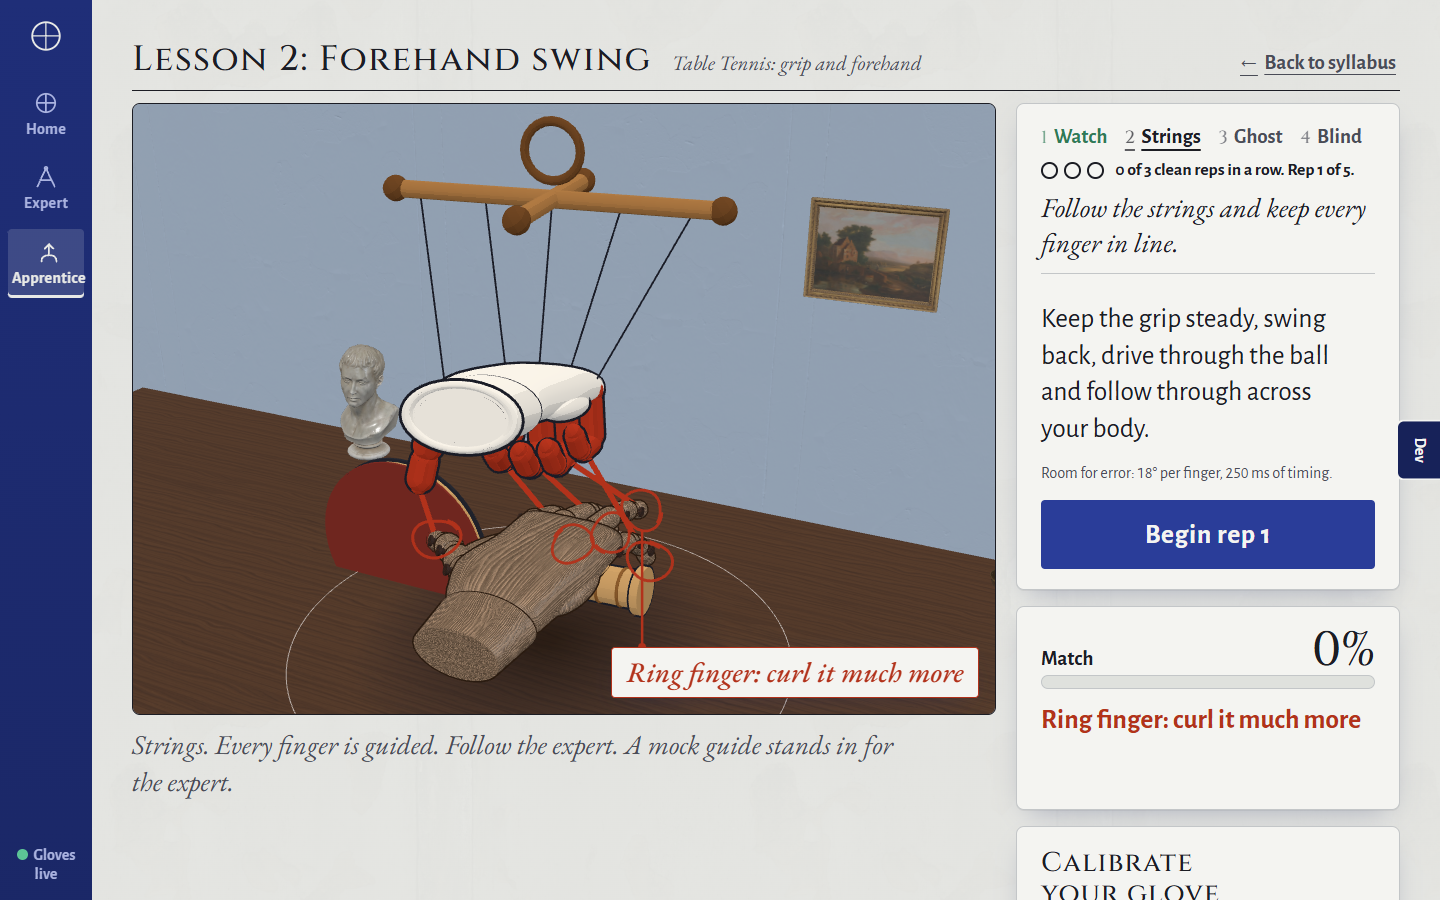 Home
Expert
Apprentice
Gloves
live
Lesson 2: Forehand swing
Table Tennis: grip and forehand
← Back to syllabus
Ring finger: curl it much more
Strings. Every finger is guided. Follow the expert. A mock guide stands in for
the expert.
1 Watch 2 Strings 3 Ghost 4 Blind
0 of 3 clean reps in a row. Rep 1 of 5.
Follow the strings and keep every
finger in line.
Keep the grip steady, swing
back, drive through the ball
and follow through across
your body.
Room for error: 18° per finger, 250 ms of timing.
Begin rep 1
Match 0%
Ring finger: curl it much more
Calibrate
your glove
Dev